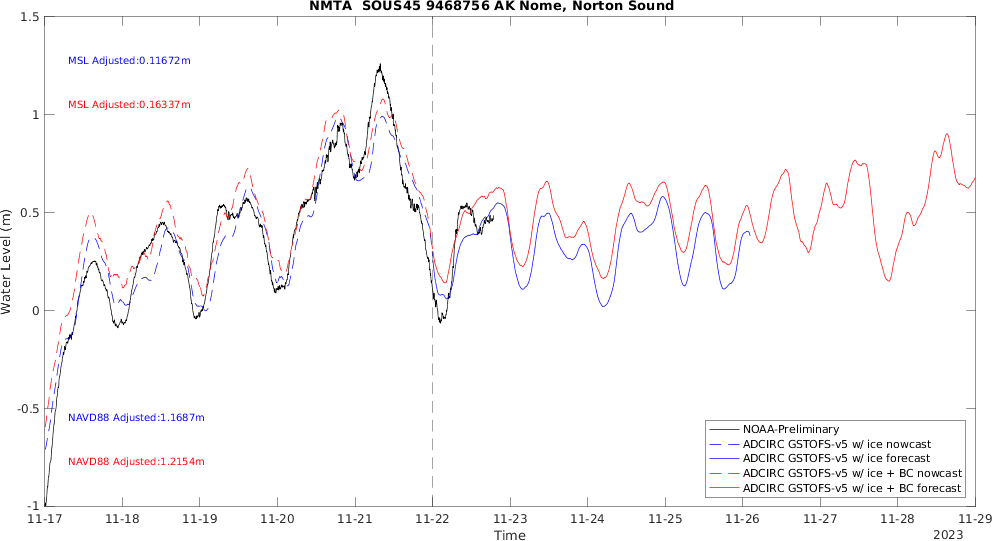 NMTA SOUS45 9468756 AK Nome, Norton Sound
1.5
MSL Adjusted:0.11672m
MSL Adjusted:0.16337m
1
0.5
Water Level (m)
0
-0.5
NAVD88 Adjusted:1.1687m
NAVD88 Adjusted:1.2154m
NOAA-Preliminary
ADCIRC GSTOFS-v5 w/ ice nowcast
ADCIRC GSTOFS-v5 w/ ice forecast
ADCIRC GSTOFS-v5 w/ ice + BC nowcast
ADCIRC GSTOFS-v5 w/ ice + BC forecast
-1
11-17 11-18 11-19 11-20 11-21 11-22 11-23 11-24 11-25 11-26 11-27 11-28 11-29
Time
2023